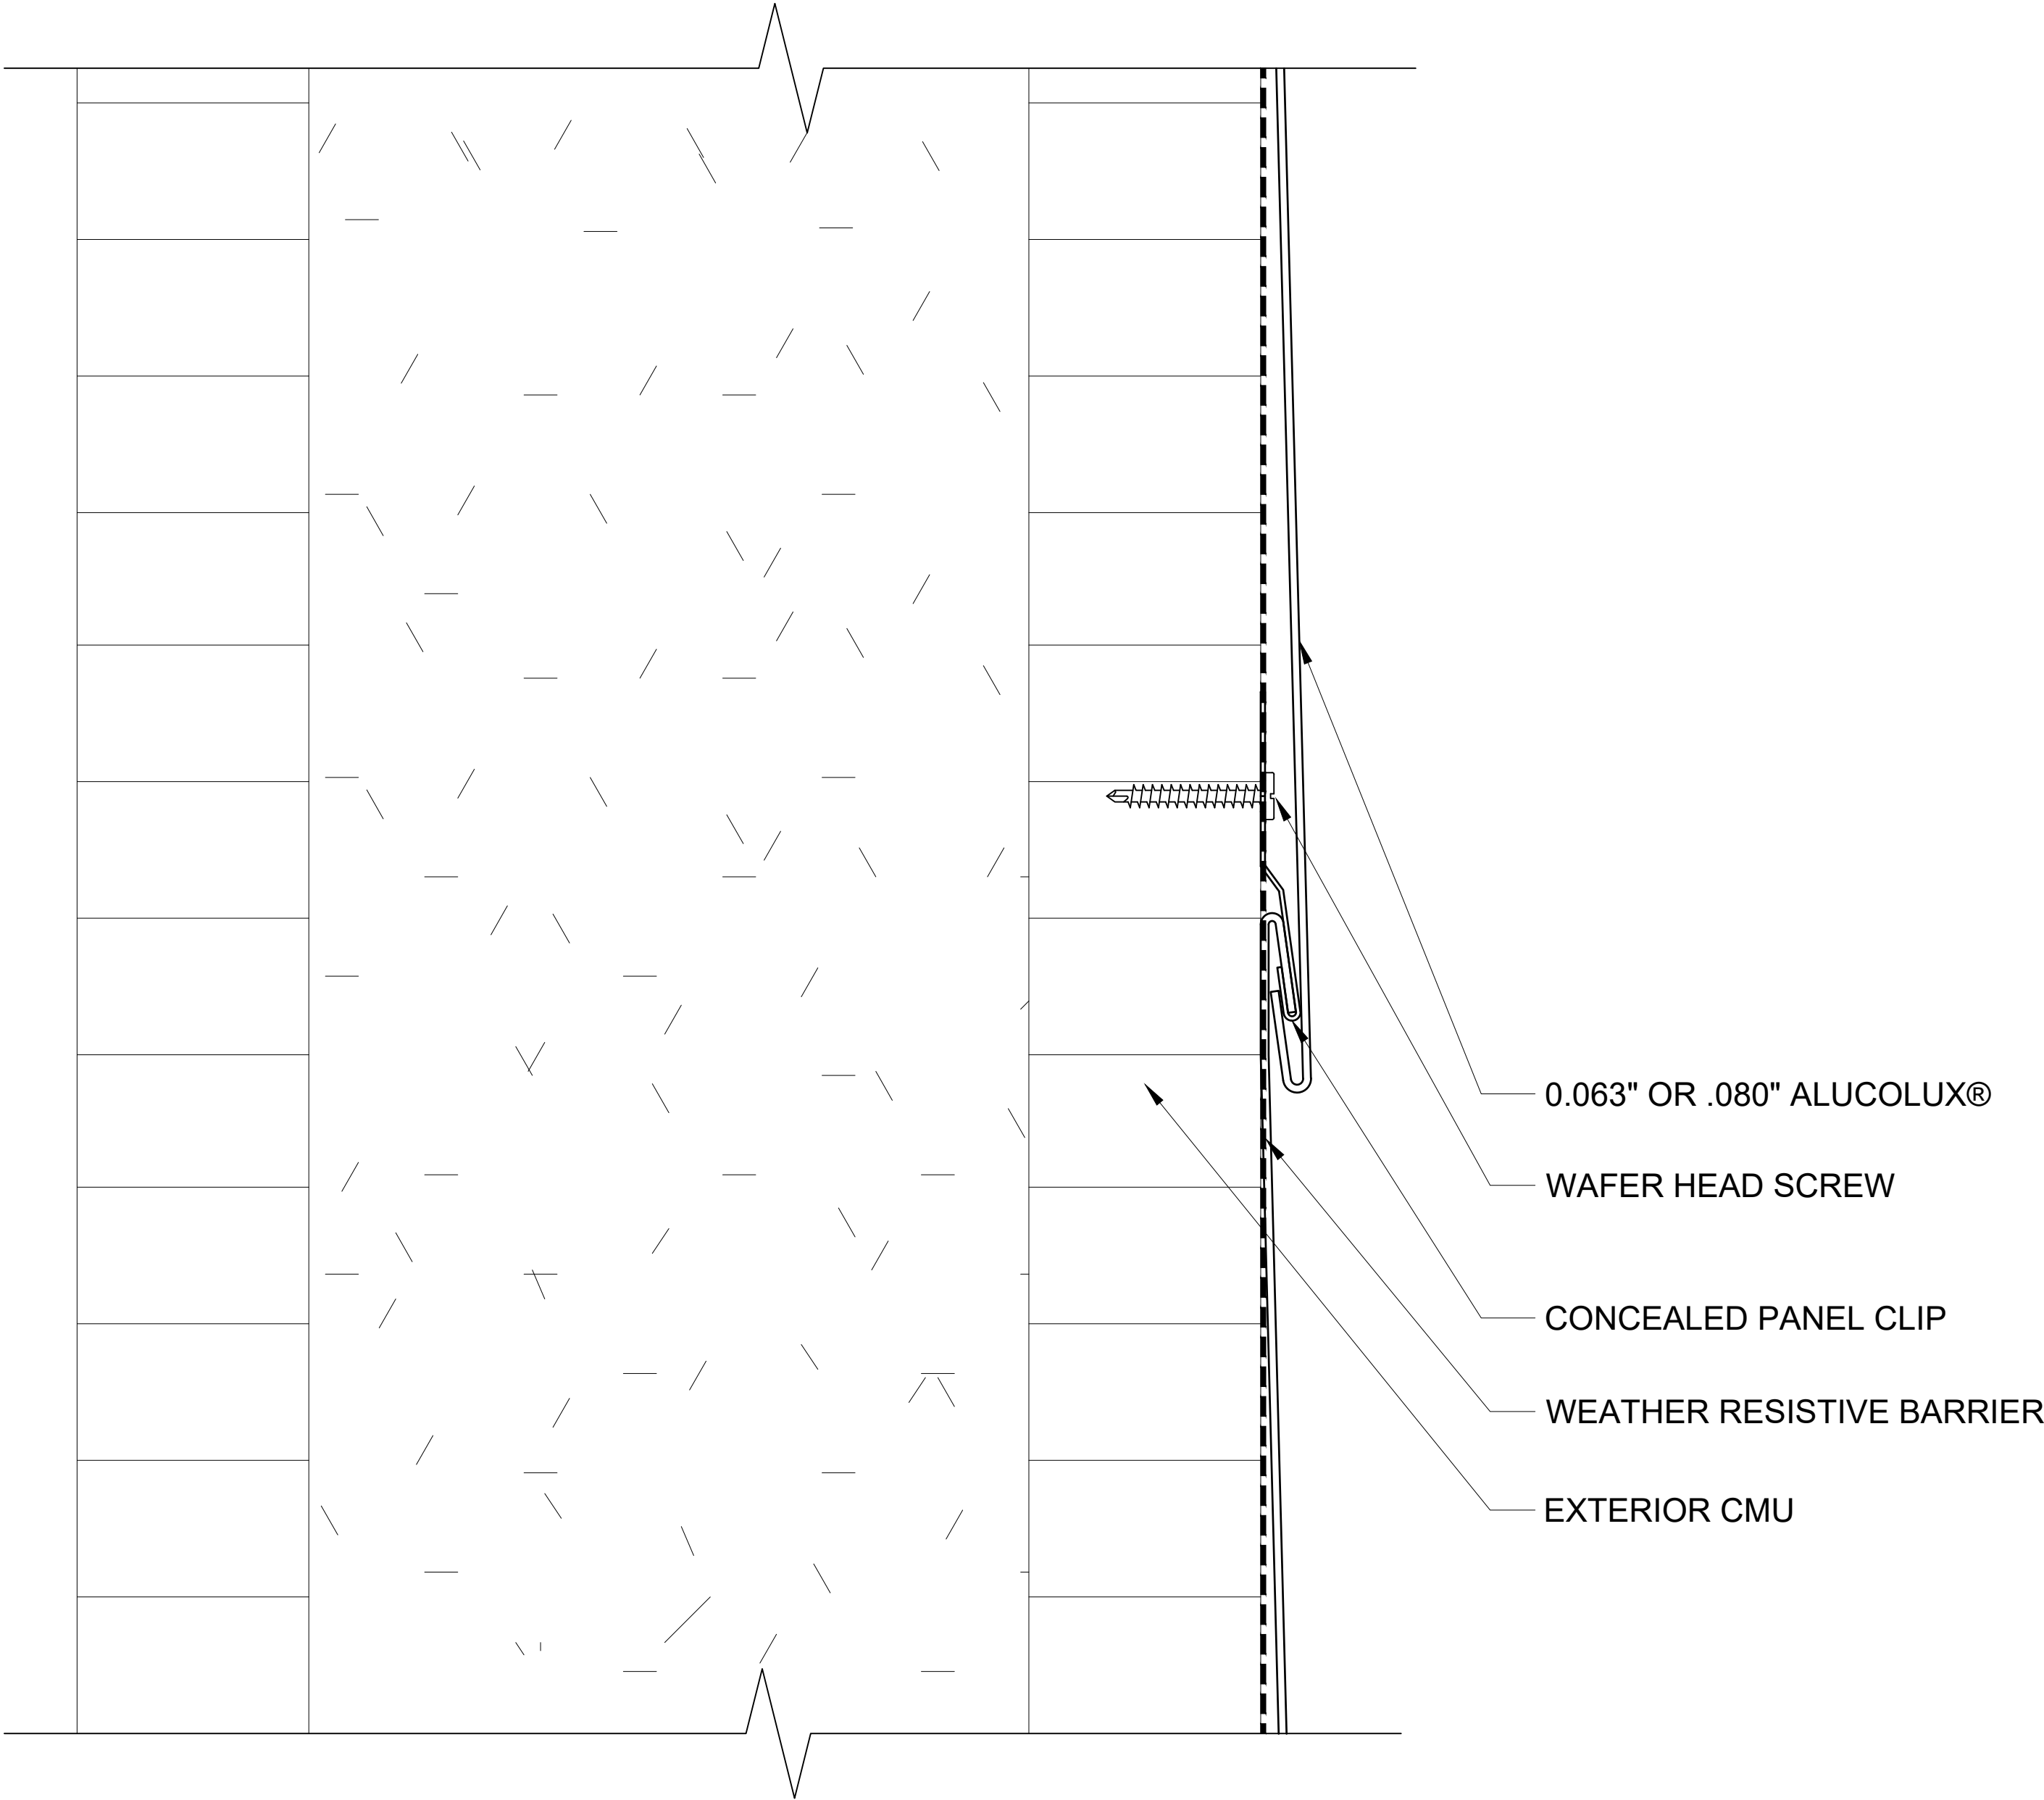 0.063" OR .080" ALUCOLUX®
WAFER HEAD SCREW
CONCEALED PANEL CLIP
WEATHER RESISTIVE BARRIER
EXTERIOR CMU